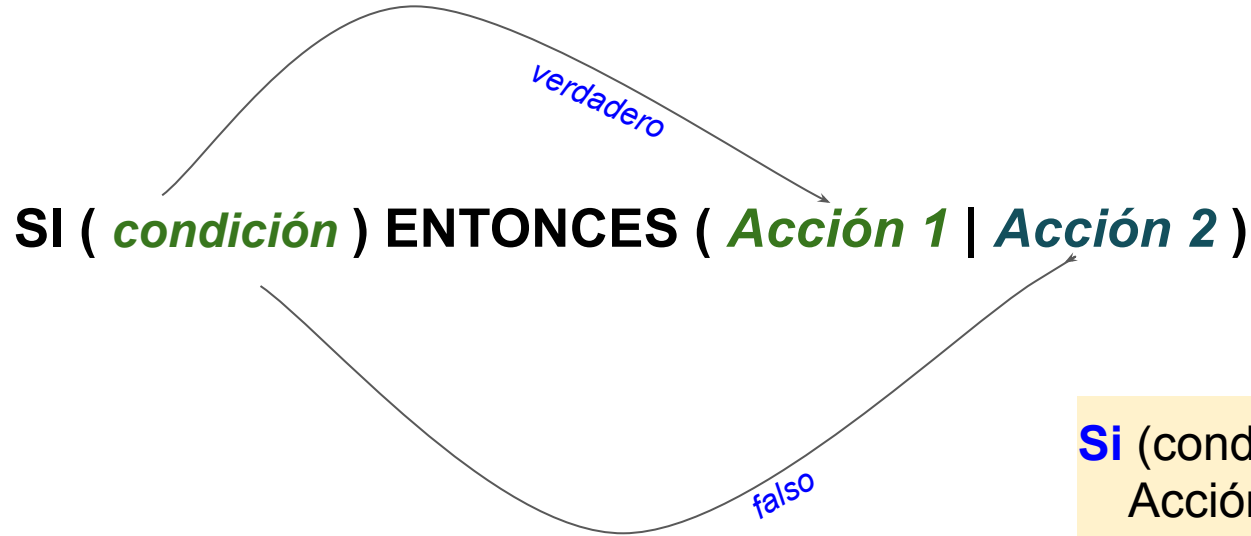 verdadero
SI ( condición ) ENTONCES ( Acción 1 | Acción 2 )
Si (cond
Acción
falso